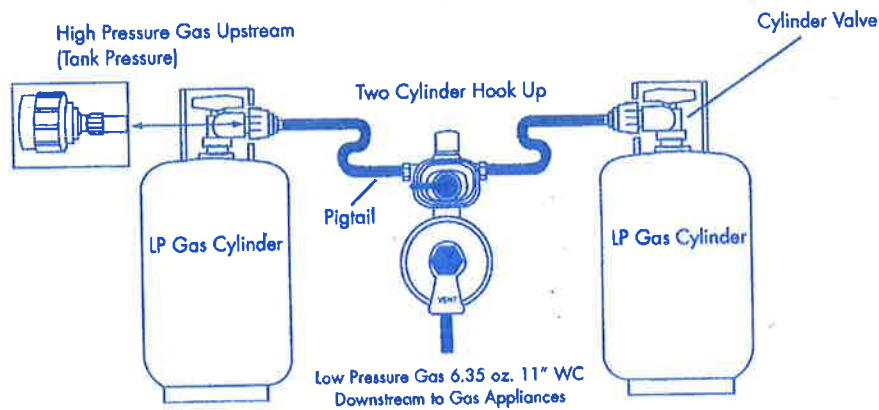 High Pressure Gas Upstream
(Tank Pressure)
Cylinder Valve
Two Cylinder Hook Up
Pigtail
LP Gas Cylinder
LP Gas Cylinder
VENT
Low Pressure Gas 6.35 oz. 11" WC
Downstream to Gas Appliances